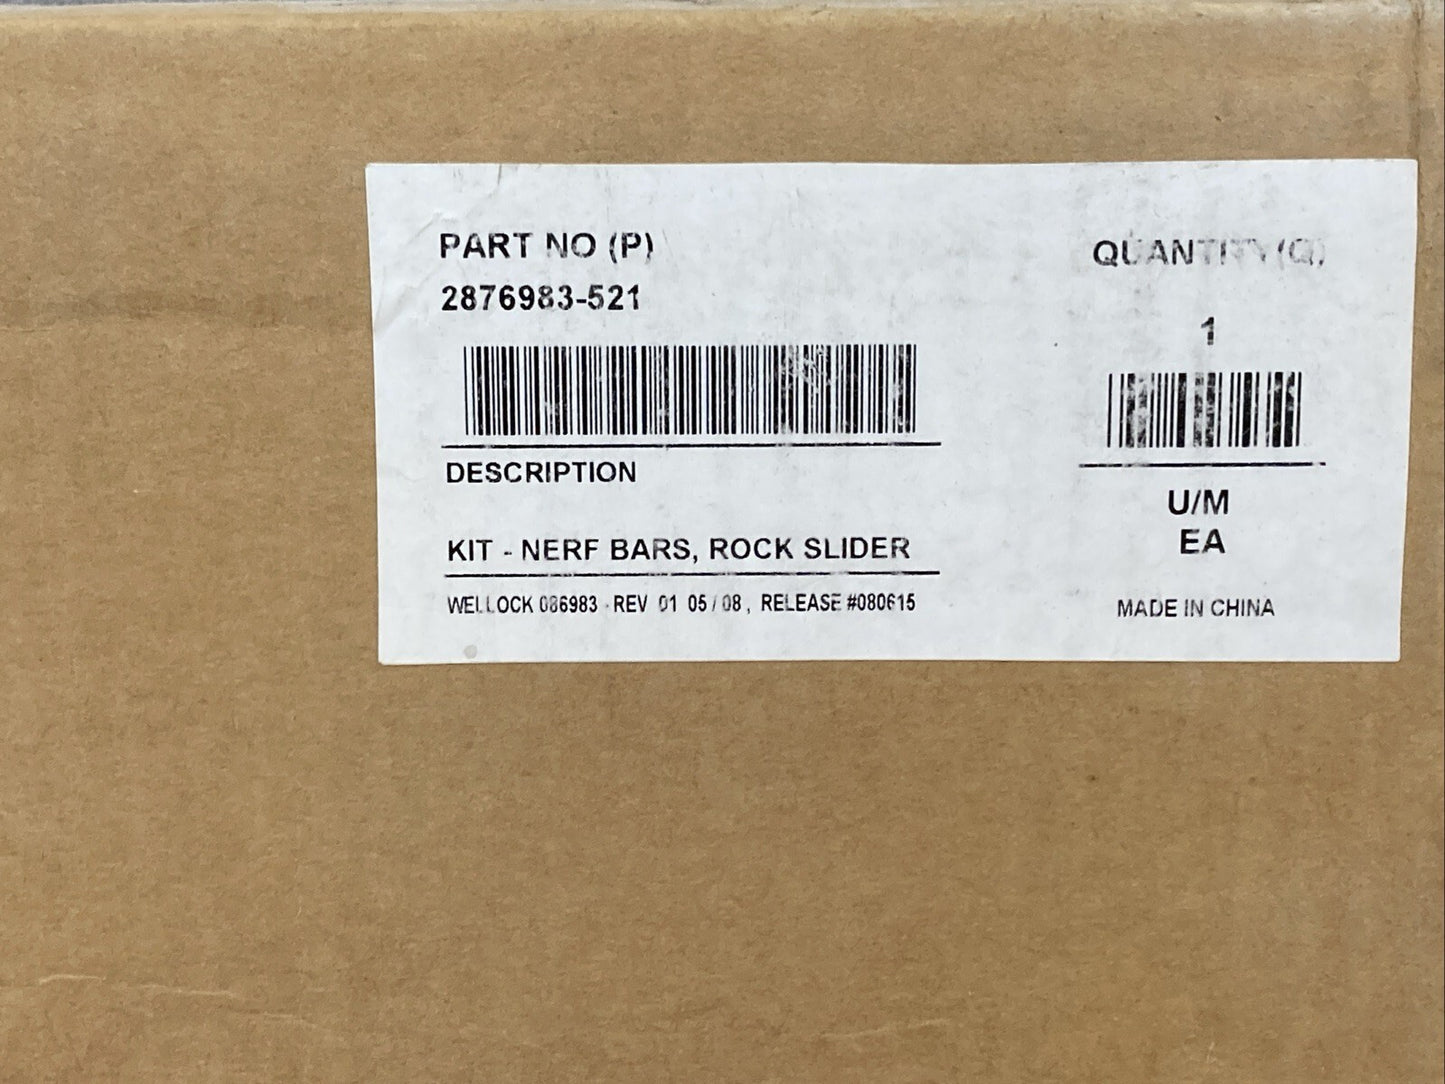 PART NO (P)
2876983-521
DESCRIPTION
KIT - NERF BARS, ROCK SLIDER
WELLOCK 086983 - REV 01 05/08, RELEASE #080615
QUANTITY (Q)
1
U/M
EA
MADE IN CHINA